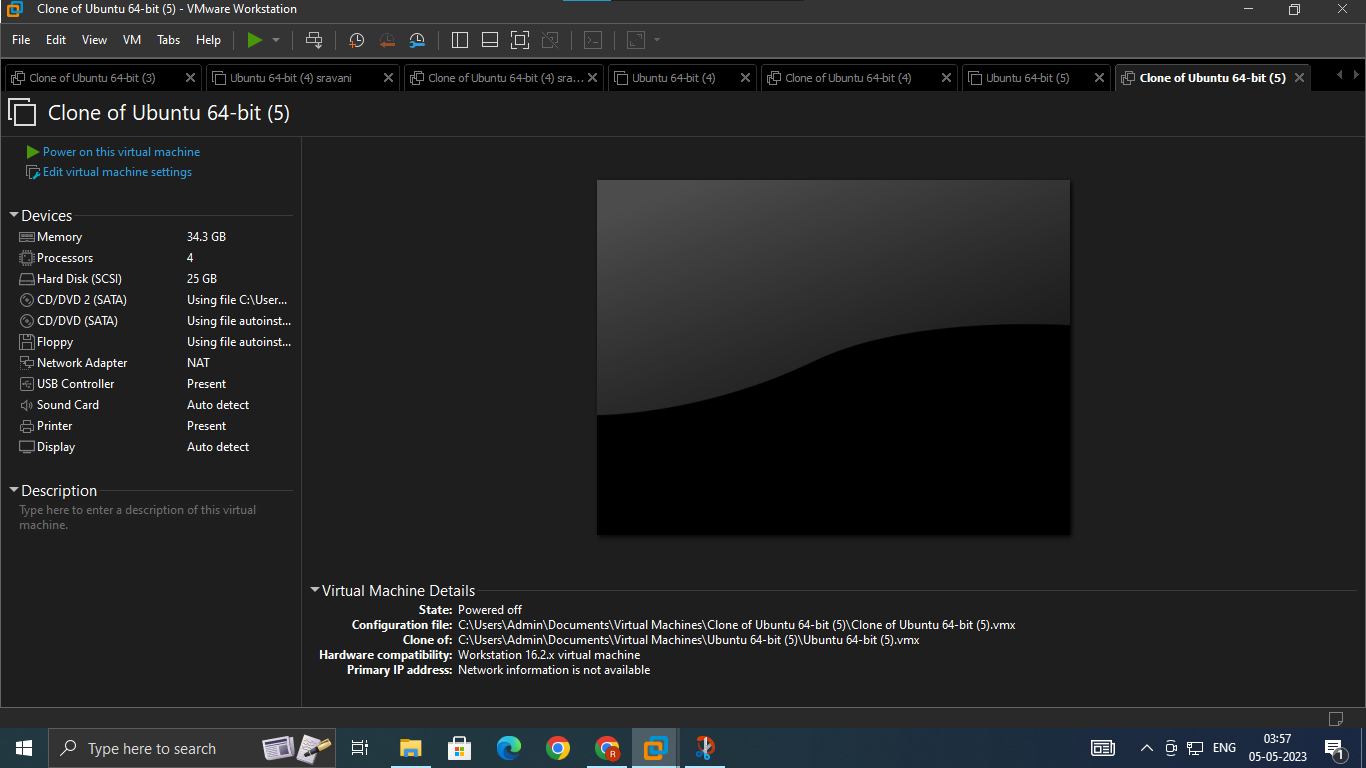 Clone of Ubuntu 64-bit (5) - VMware Workstation
File Edit View VM Tabs Help
Clone of Ubuntu 64-bit (3) Ubuntu 64-bit (4) sravani Clone of Ubuntu 64-bit (4) sra... Ubuntu 64-bit (4) Clone of Ubuntu 64-bit (4) Ubuntu 64-bit (5) Clone of Ubuntu 64-bit (5)
Clone of Ubuntu 64-bit (5)
Power on this virtual machine
Edit virtual machine settings
Devices
Memory 34.3 GB
Processors 4
Hard Disk (SCSI) 25 GB
CD/DVD 2 (SATA) Using file C:\User...
CD/DVD (SATA) Using file autoinst...
Floppy Using file autoinst...
Network Adapter NAT
USB Controller Present
Sound Card Auto detect
Printer Present
Display Auto detect
Description
Type here to enter a description of this virtual
machine.
Virtual Machine Details
State: Powered off
Configuration file: C:\Users\Admin\Documents\Virtual Machines\Clone of Ubuntu 64-bit (5)\Clone of Ubuntu 64-bit (5).vmx
Clone of: C:\Users\Admin\Documents\Virtual Machines\Ubuntu 64-bit (5)\Ubuntu 64-bit (5).vmx
Hardware compatibility: Workstation 16.2.x virtual machine
Primary IP address: Network information is not available
Type here to search
R
ENG
03:57
05-05-2023
1